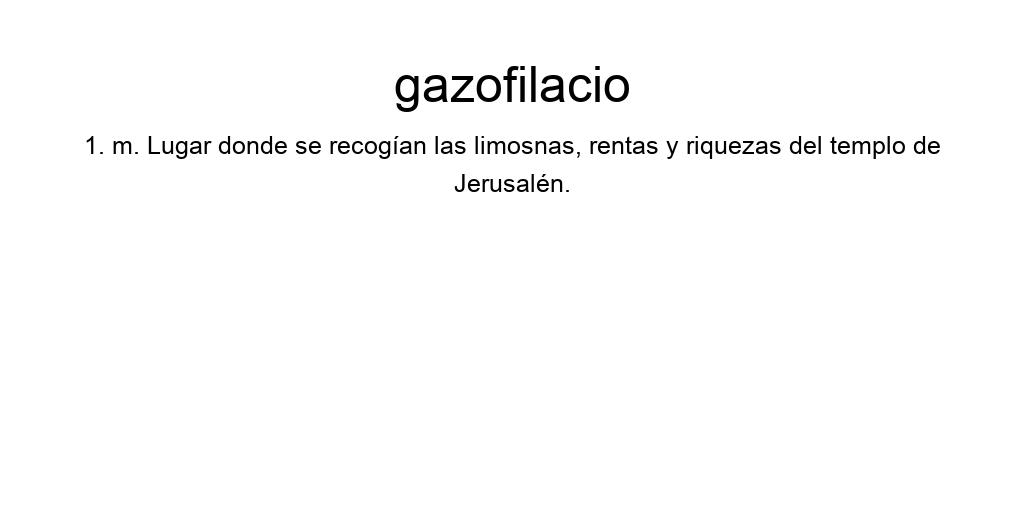 gazofilacio
1. m. Lugar donde se recogían las limosnas, rentas y riquezas del templo de
Jerusalén.